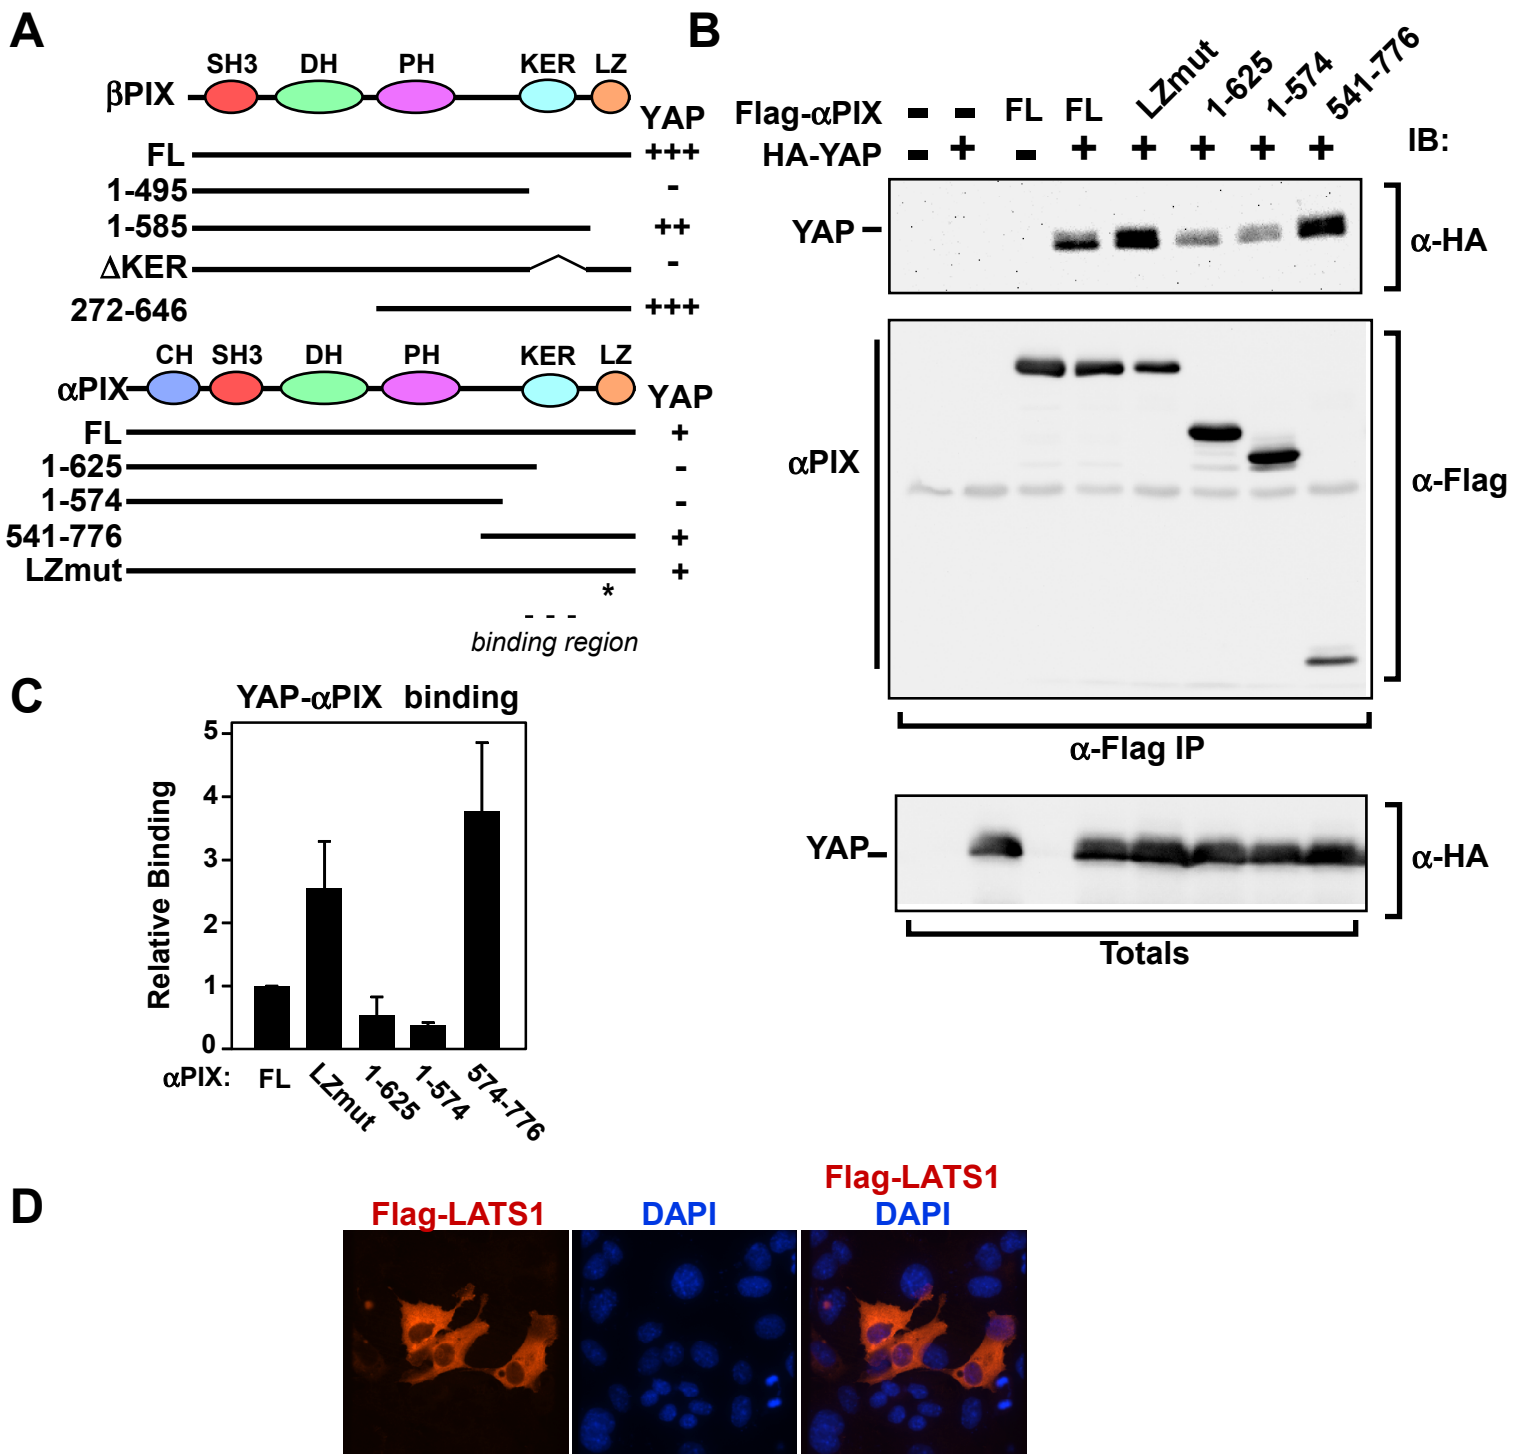 A
SH3 DH PH KER LZ
βPIX
YAP
FL +++
1-495 -
1-585 ++
ΔKER -
272-646 +++
CH SH3 DH PH KER LZ
αPIX YAP
FL +
1-625 -
1-574 -
541-776 +
LZmut +
*
- - -
binding region
B
Flag-αPIX - - FL FL LZmut 1-625 1-574 541-776
HA-YAP - + - + + + + + IB:
YAP α-HA
αPIX α-Flag
α-Flag IP
YAP α-HA
Totals
C
YAP-αPIX binding
Relative Binding
5
4
3
2
1
0
αPIX: FL LZmut 1-625 1-574 574-776
D
Flag-LATS1 DAPI Flag-LATS1
DAPI